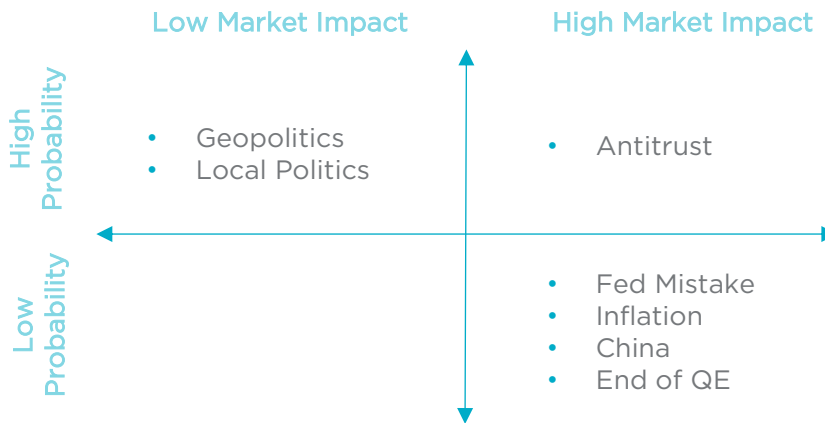 Low Market Impact
High Market Impact
High
Probability
• Geopolitics
• Local Politics
• Antitrust
Low
Probability
• Fed Mistake
• Inflation
• China
• End of QE